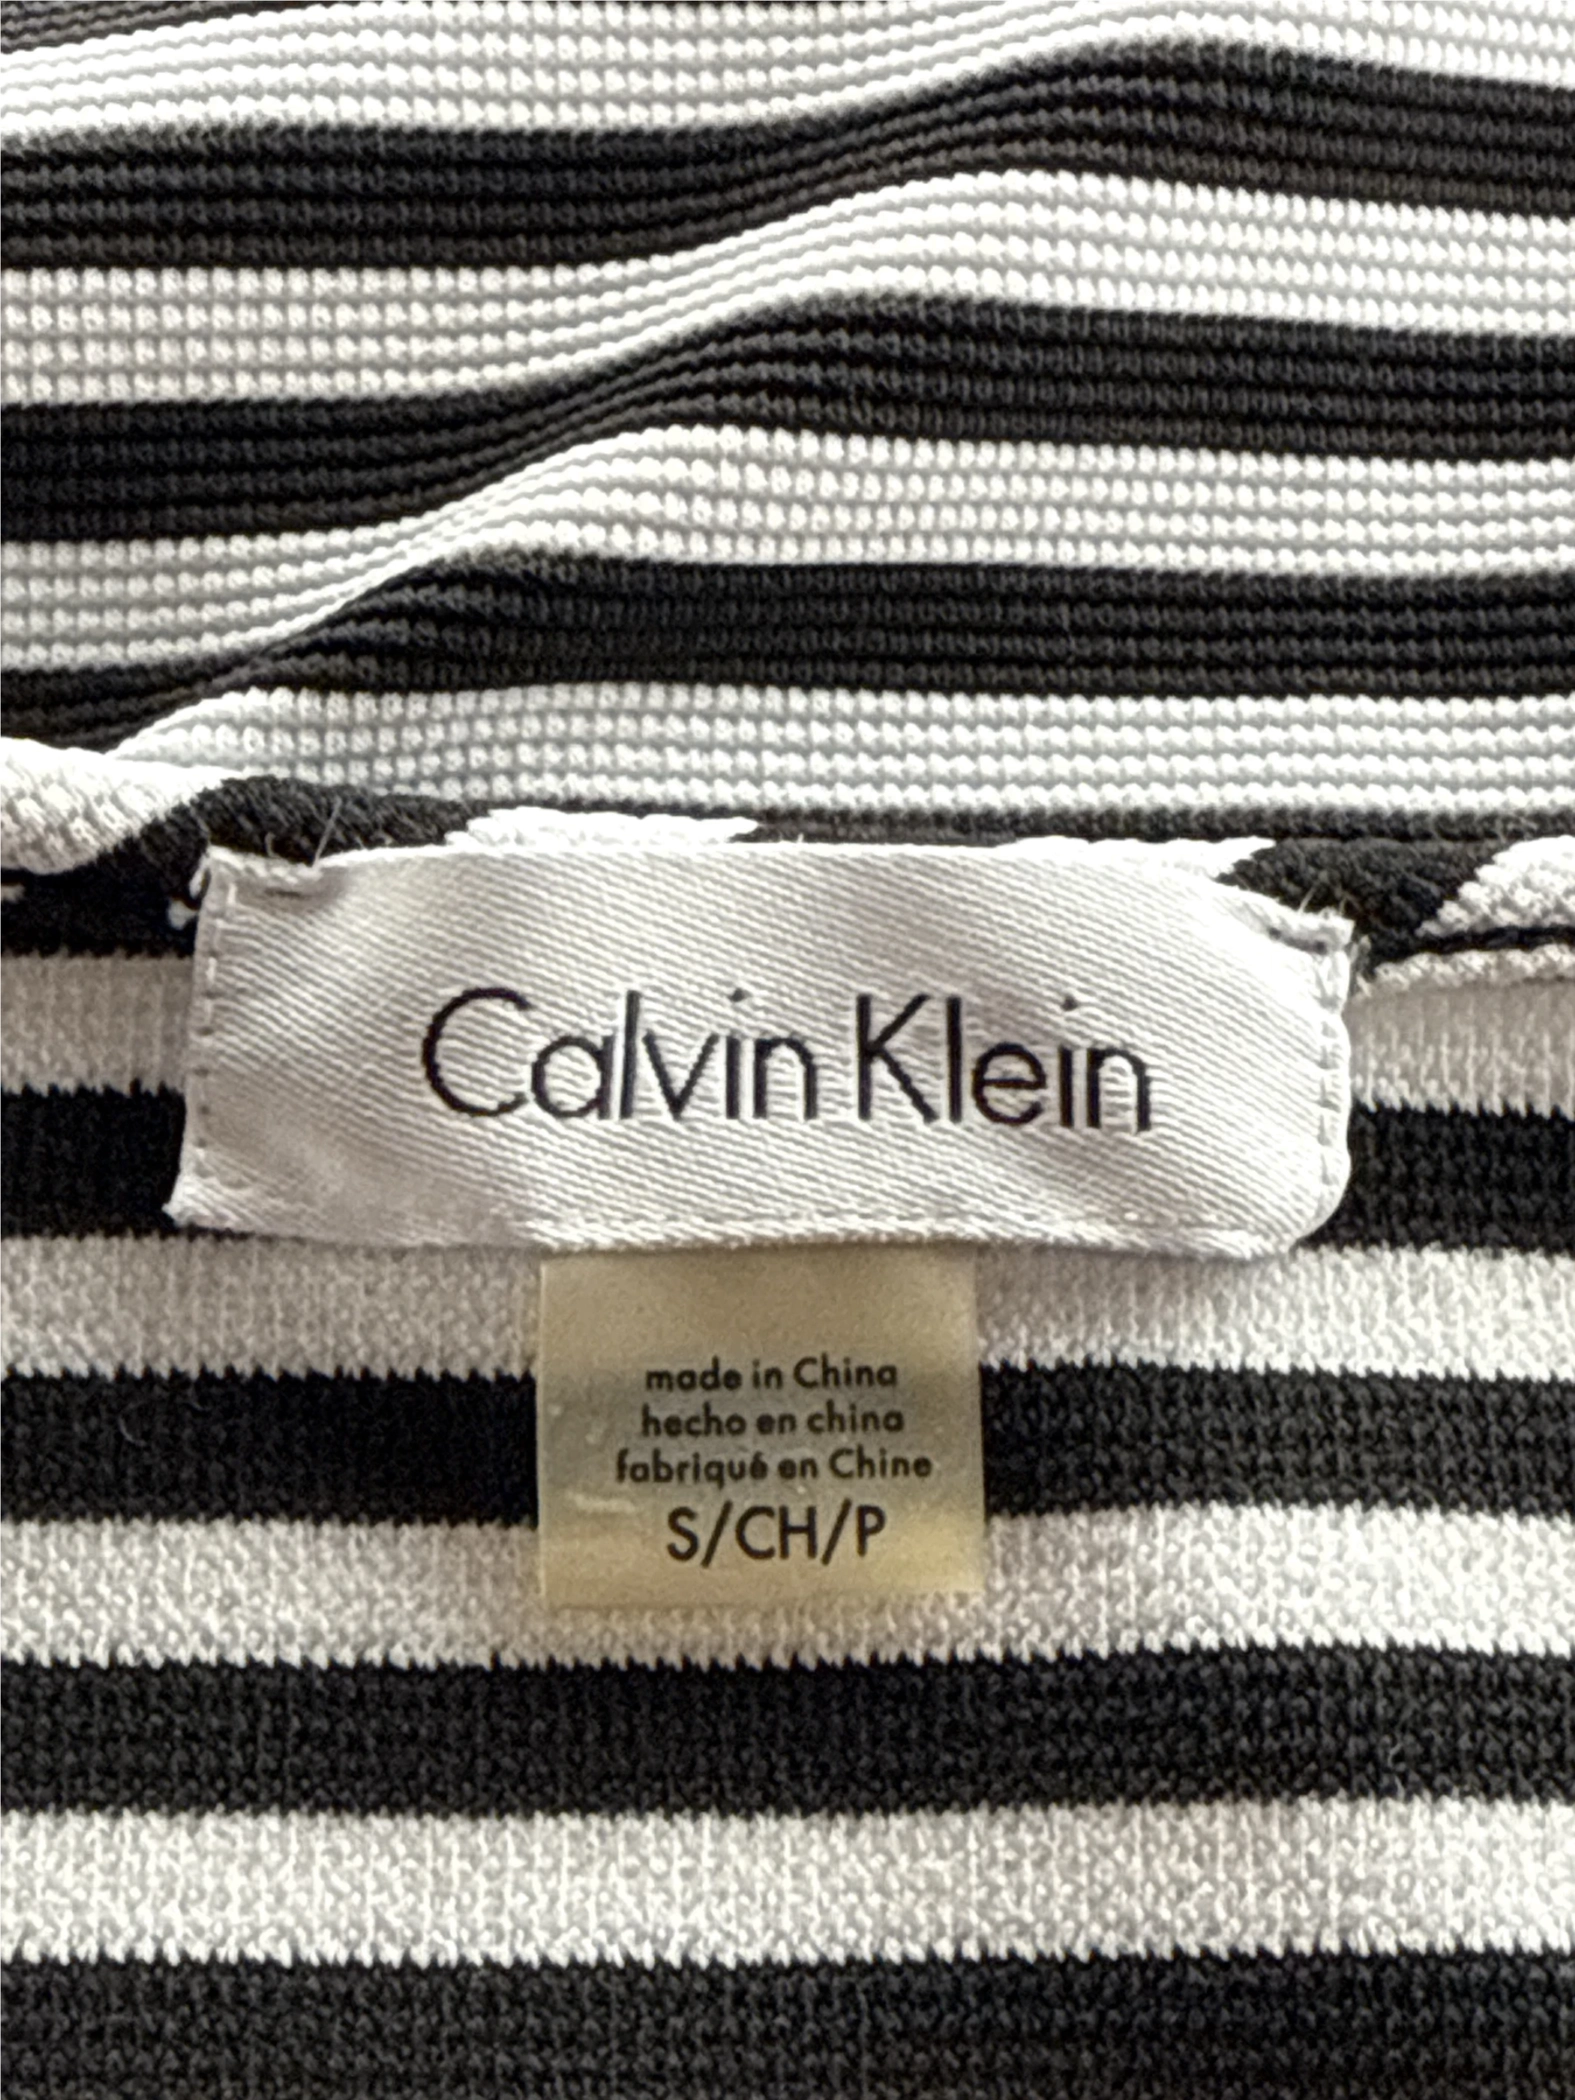 Calvin Klein
made in China
hecho en china
fabriqué en Chine
S/CH/P